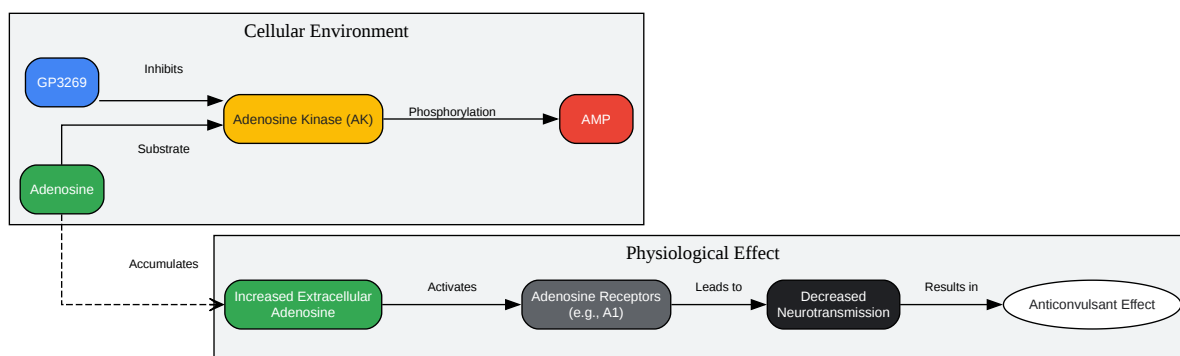 Cellular Environment
GP3269
Inhibits
Adenosine Kinase (AK)
Phosphorylation
AMP
Substrate
Adenosine
Accumulates
Physiological Effect
Increased Extracellular
Adenosine
Activates
Adenosine Receptors
(e.g., A1)
Leads to
Decreased
Neurotransmission
Results in
Anticonvulsant Effect